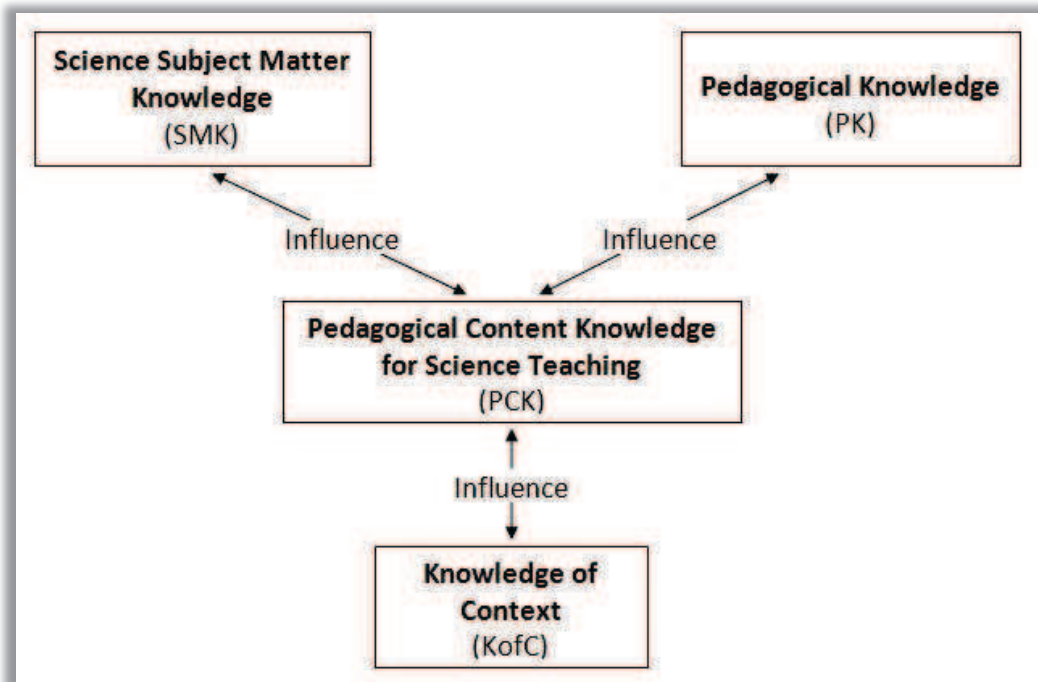 Science Subject Matter
Knowledge
(SMK)
Pedagogical Knowledge
(PK)
Influence
Influence
Pedagogical Content Knowledge
for Science Teaching
(PCK)
Influence
Knowledge of
Context
(KofC)